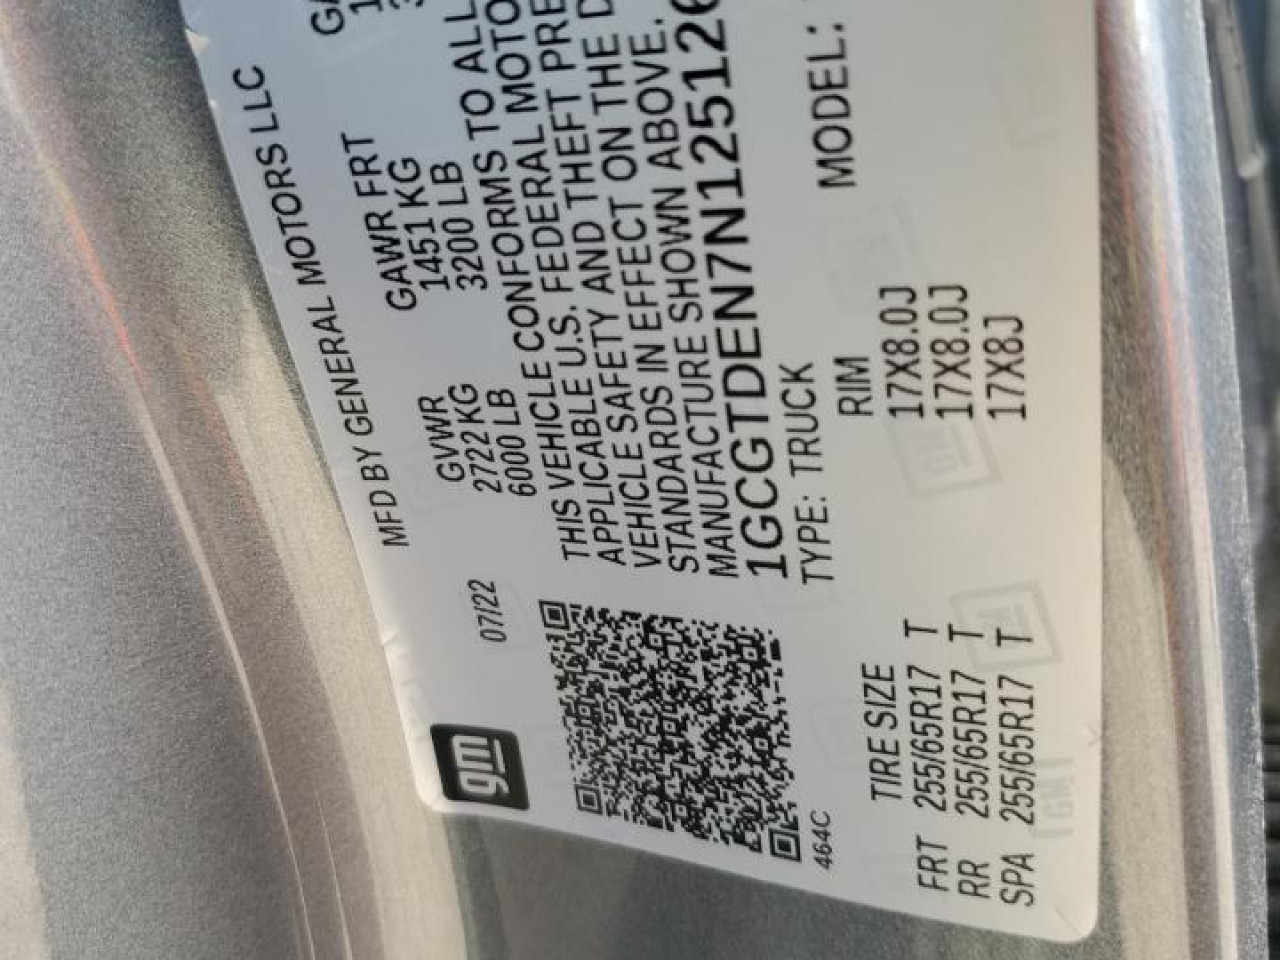 MFD BY GENERAL MOTORS LLC
gm
07/22
GVWR GAWR FRT
2722 KG 1451 KG
6000 LB 3200 LB
THIS VEHICLE CONFORMS TO ALL
APPLICABLE U.S. FEDERAL MOTO
VEHICLE SAFETY AND THEFT PRE
STANDARDS IN EFFECT ON THE D
MANUFACTURE SHOWN ABOVE.
1GCGTDEN7N125126
TYPE: TRUCK MODEL:
464C
TIRE SIZE RIM
FRT 255/65R17 T 17X8.0J
RR 255/65R17 T 17X8.0J
SPA 255/65R17 T 17X8J